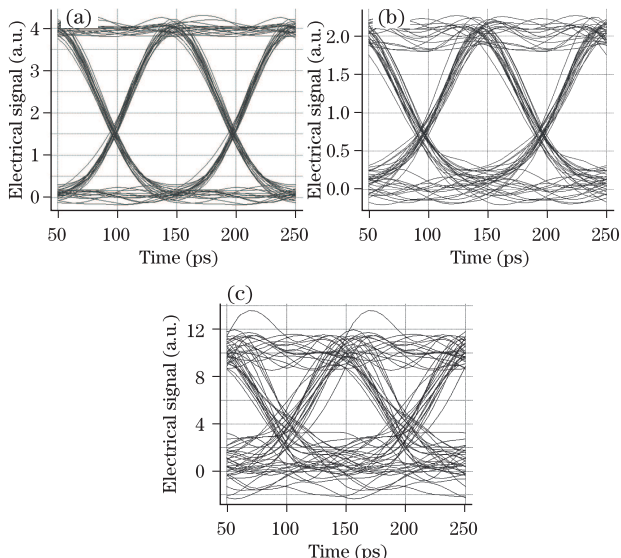 (a)
Electrical signal (a.u.)
4
3
2
1
0
50 100 150 200 250
Time (ps)
(b)
Electrical signal (a.u.)
2.0
1.5
1.0
0.5
0.0
50 100 150 200 250
Time (ps)
(c)
Electrical signal (a.u.)
12
8
4
0
50 100 150 200 250
Time (ps)